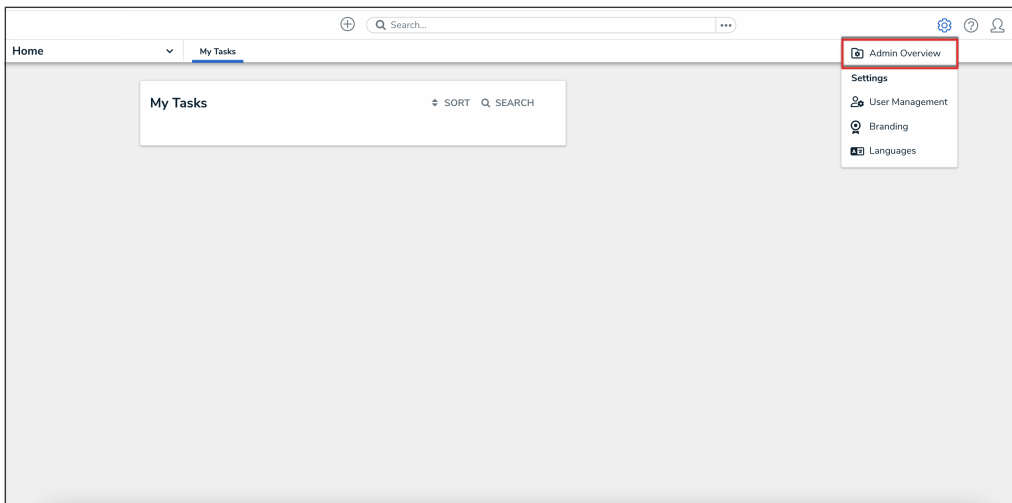 Search...
Home
My Tasks
Admin Overview
Settings
User Management
Branding
Languages
My Tasks
SORT
SEARCH